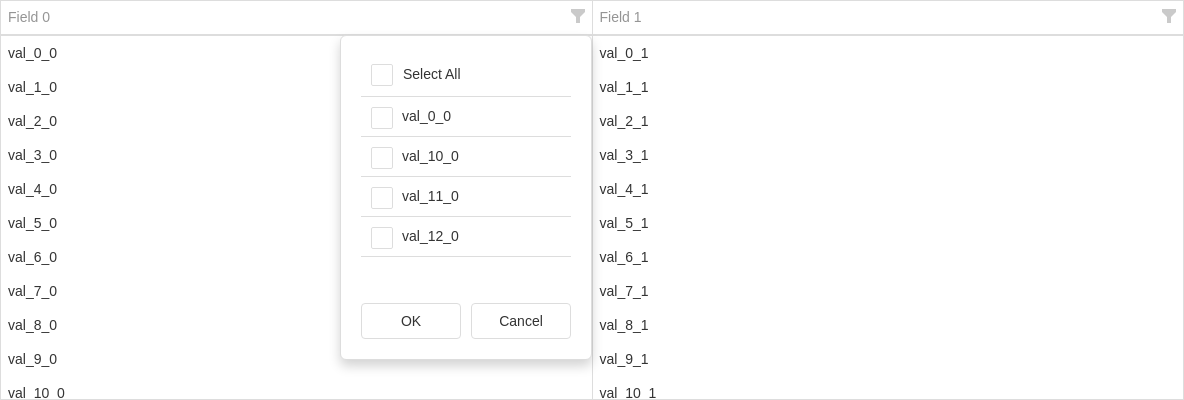 Field 0
Field 1
val_0_0
val_0_1
val_1_0
val_1_1
val_2_0
val_2_1
val_3_0
val_3_1
val_4_0
val_4_1
val_5_0
val_5_1
val_6_0
val_6_1
val_7_0
val_7_1
val_8_0
val_8_1
val_9_0
val_9_1
val_10_0
val_10_1
Select All
val_0_0
val_10_0
val_11_0
val_12_0
OK
Cancel